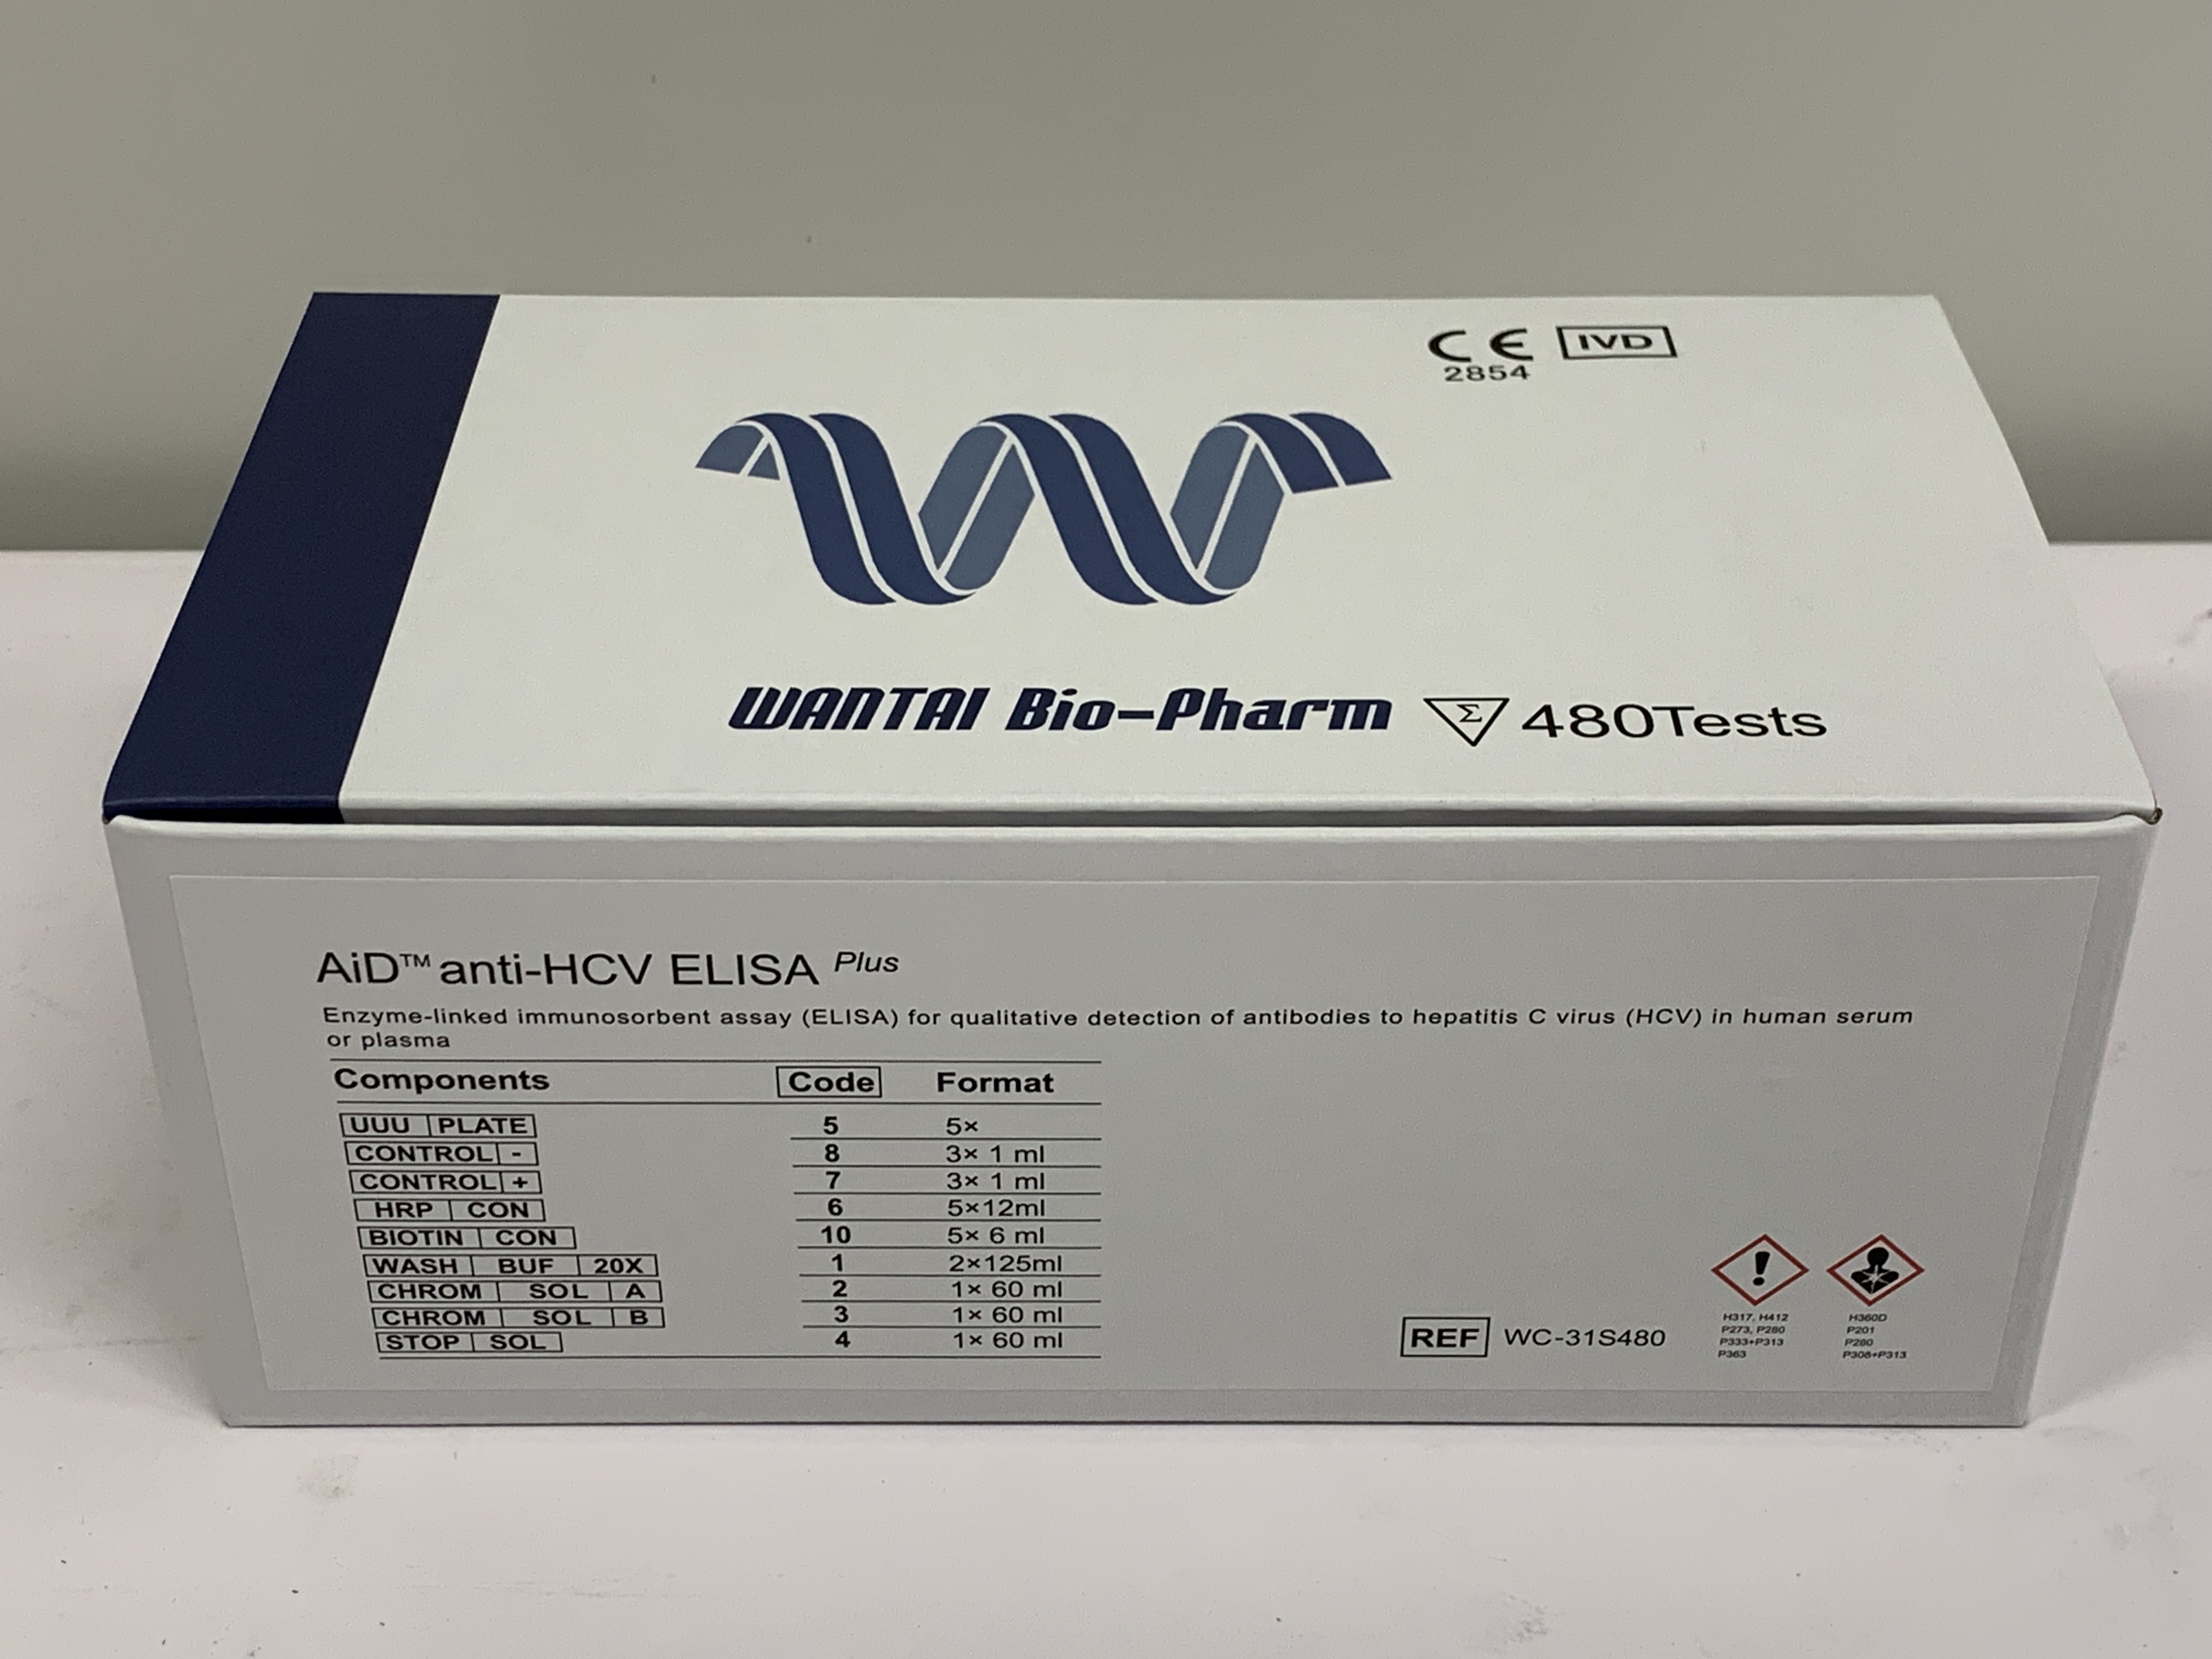 CE IVD
2854
WANTAI Bio-Pharm Σ 480Tests
AiD™ anti-HCV ELISA Plus
Enzyme-linked immunosorbent assay (ELISA) for qualitative detection of antibodies to hepatitis C virus (HCV) in human serum
or plasma
Components Code Format
UUU PLATE 5 5×
CONTROL - 8 3× 1 ml
CONTROL + 7 3× 1 ml
HRP CON 6 5×12ml
BIOTIN CON 10 5× 6 ml
WASH BUF 20X 1 2×125ml
CHROM SOL A 2 1× 60 ml
CHROM SOL B 3 1× 60 ml
STOP SOL 4 1× 60 ml
REF WC-31S480
H317, H412
P273, P280
P333+P313
P363
H360D
P201
P280
P308+P313